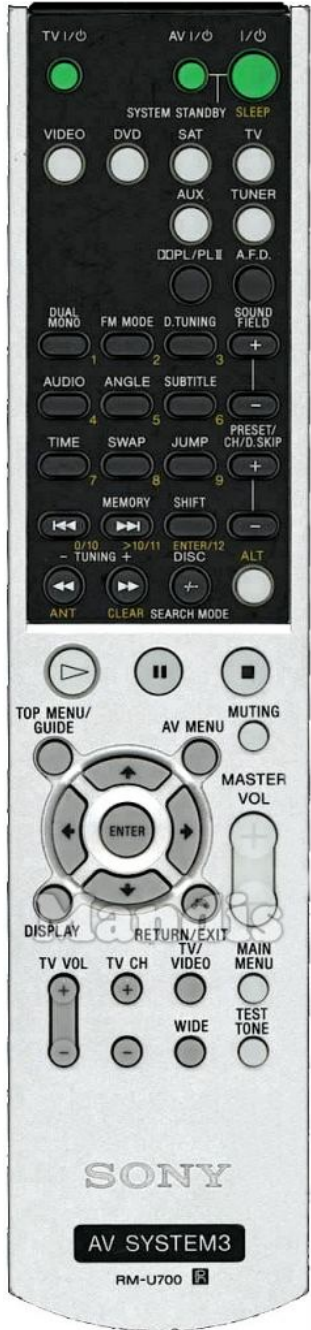 TV I/⏻ AV I/⏻ I/⏻
SYSTEM STANDBY SLEEP
VIDEO DVD SAT TV
AUX TUNER
DDPL/PLII A.F.D.
DUAL MONO FM MODE D.TUNING SOUND FIELD
1 2 3 +
AUDIO ANGLE SUBTITLE
4 5 6 −
TIME SWAP JUMP PRESET/CH/D.SKIP
7 8 9 +
MEMORY SHIFT
−
0/10 >10/11 ENTER/12
− TUNING + DISC ALT
-/--
ANT CLEAR SEARCH MODE
TOP MENU/GUIDE AV MENU MUTING
MASTER VOL
ENTER
+
Mandis
DISPLAY RETURN/EXIT
TV VOL TV CH TV/VIDEO MAIN MENU
+ +
WIDE TEST TONE
− −
SONY
AV SYSTEM3
RM-U700 R